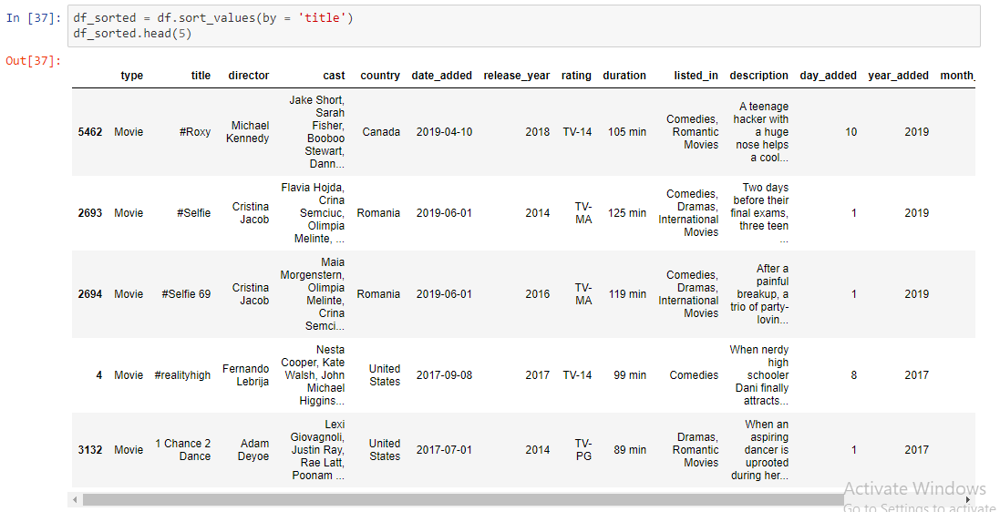 In [37]: df_sorted = df.sort_values(by = 'title')
df_sorted.head(5)
Out[37]:
type title director cast country date_added release_year rating duration listed_in description day_added year_added month_
5462 Movie #Roxy Michael Kennedy Jake Short, Sarah Fisher, Booboo Stewart, Dann... Canada 2019-04-10 2018 TV-14 105 min Comedies, Romantic Movies A teenage hacker with a huge nose helps a cool... 10 2019
2693 Movie #Selfie Cristina Jacob Flavia Hojda, Crina Semciuc, Olimpia Melinte, ... Romania 2019-06-01 2014 TV-MA 125 min Comedies, Dramas, International Movies Two days before their final exams, three teen ... 1 2019
2694 Movie #Selfie 69 Cristina Jacob Maia Morgenstern, Olimpia Melinte, Crina Semci... Romania 2019-06-01 2016 TV-MA 119 min Comedies, Dramas, International Movies After a painful breakup, a trio of party-lovin... 1 2019
4 Movie #realityhigh Fernando Lebrija Nesta Cooper, Kate Walsh, John Michael Higgins... United States 2017-09-08 2017 TV-14 99 min Comedies When nerdy high schooler Dani finally attracts... 8 2017
3132 Movie 1 Chance 2 Dance Adam Deyoe Lexi Giovagnoli, Justin Ray, Rae Latt, Poonam ... United States 2017-07-01 2014 TV-PG 89 min Dramas, Romantic Movies When an aspiring dancer is uprooted during her... 1 2017
Activate Windows
Go to Settings to activate